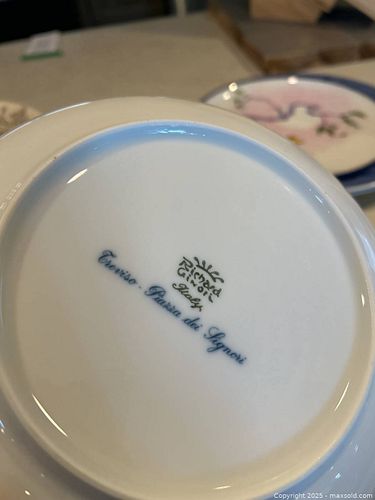 Richard
Ginori
Italy
Treviso - Piazza dei Signori
Copyright 2025 - maxsold.com